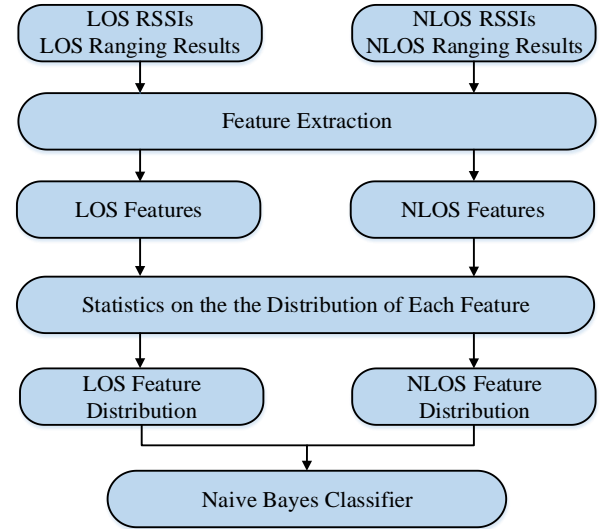 LOS RSSIs
LOS Ranging Results
NLOS RSSIs
NLOS Ranging Results
Feature Extraction
LOS Features
NLOS Features
Statistics on the the Distribution of Each Feature
LOS Feature
Distribution
NLOS Feature
Distribution
Naive Bayes Classifier